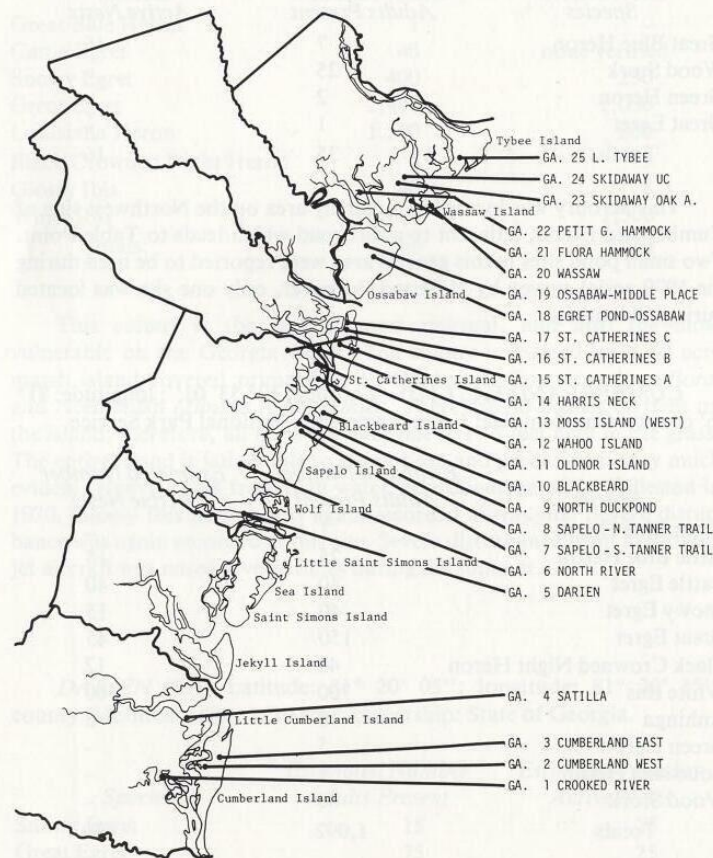 Tybee Island
GA. 25 L. TYBEE
GA. 24 SKIDAWAY UC
GA. 23 SKIDAWAY OAK A.
Wassaw Island
GA. 22 PETIT G. HAMMOCK
GA. 21 FLORA HAMMOCK
GA. 20 WASSAW
Ossabaw Island
GA. 19 OSSABAW-MIDDLE PLACE
GA. 18 EGRET POND-OSSABAW
GA. 17 ST. CATHERINES C
GA. 16 ST. CATHERINES B
GA. 15 ST. CATHERINES A
St. Catherines Island
GA. 14 HARRIS NECK
GA. 13 MOSS ISLAND (WEST)
Blackbeard Island
GA. 12 WAHOO ISLAND
GA. 11 OLDNOR ISLAND
Sapelo Island
GA. 10 BLACKBEARD
GA. 9 NORTH DUCKPOND
Wolf Island
GA. 8 SAPELO-N.TANNER TRAIL
GA. 7 SAPELO-S.TANNER TRAIL
Little Saint Simons Island
GA. 6 NORTH RIVER
Sea Island
GA. 5 DARIEN
Saint Simons Island
Jekyll Island
GA. 4 SATILLA
Little Cumberland Island
GA. 3 CUMBERLAND EAST
GA. 2 CUMBERLAND WEST
GA. 1 CROOKED RIVER
Cumberland Island